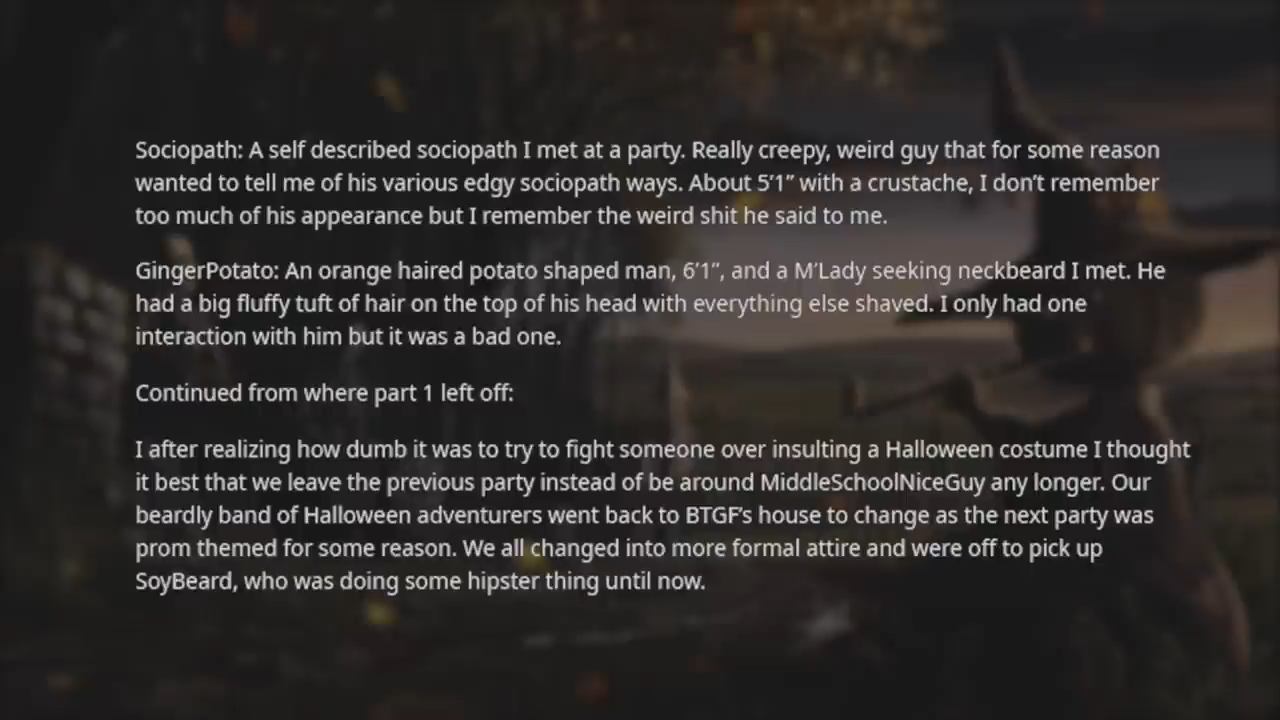 Sociopath: A self described sociopath I met at a party. Really creepy, weird guy that for some reason
wanted to tell me of his various edgy sociopath ways. About 5’1” with a crustache, I don’t remember
too much of his appearance but I remember the weird shit he said to me.
GingerPotato: An orange haired potato shaped man, 6’1”, and a M’Lady seeking neckbeard I met. He
had a big fluffy tuft of hair on the top of his head with everything else shaved. I only had one
interaction with him but it was a bad one.
Continued from where part 1 left off:
I after realizing how dumb it was to try to fight someone over insulting a Halloween costume I thought
it best that we leave the previous party instead of be around MiddleSchoolNiceGuy any longer. Our
beardly band of Halloween adventurers went back to BTGF’s house to change as the next party was
prom themed for some reason. We all changed into more formal attire and were off to pick up
SoyBeard, who was doing some hipster thing until now.